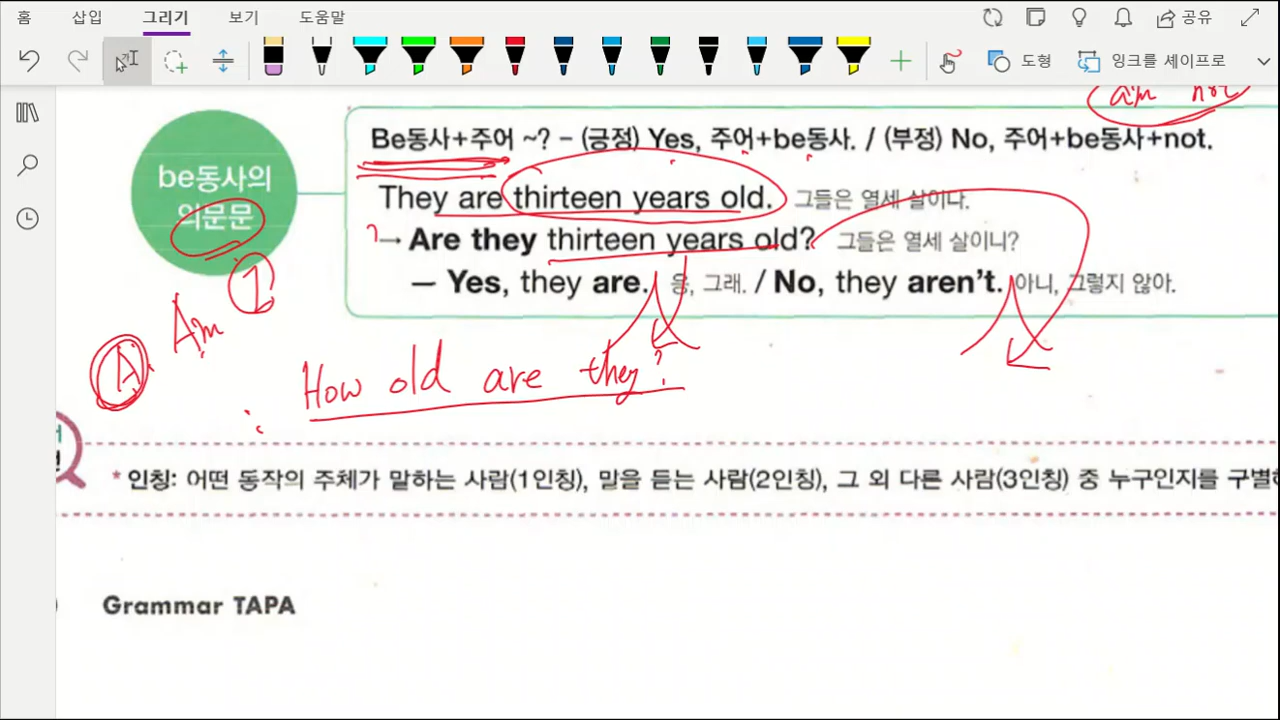 홈 삽입 그리기 보기 도움말 공유
도형 잉크를 셰이프로
am not
Be동사+주어 ~? – (긍정) Yes, 주어+be동사. / (부정) No, 주어+be동사+not.
be동사의
의문문
They are thirteen years old. 그들은 열세 살이다.
→ Are they thirteen years old? 그들은 열세 살이니?
– Yes, they are. 응, 그래. / No, they aren't. 아니, 그렇지 않아.
Am
A
How old are they?
* 인칭: 어떤 동작의 주체가 말하는 사람(1인칭), 말을 듣는 사람(2인칭), 그 외 다른 사람(3인칭) 중 누구인지를
Grammar TAPA